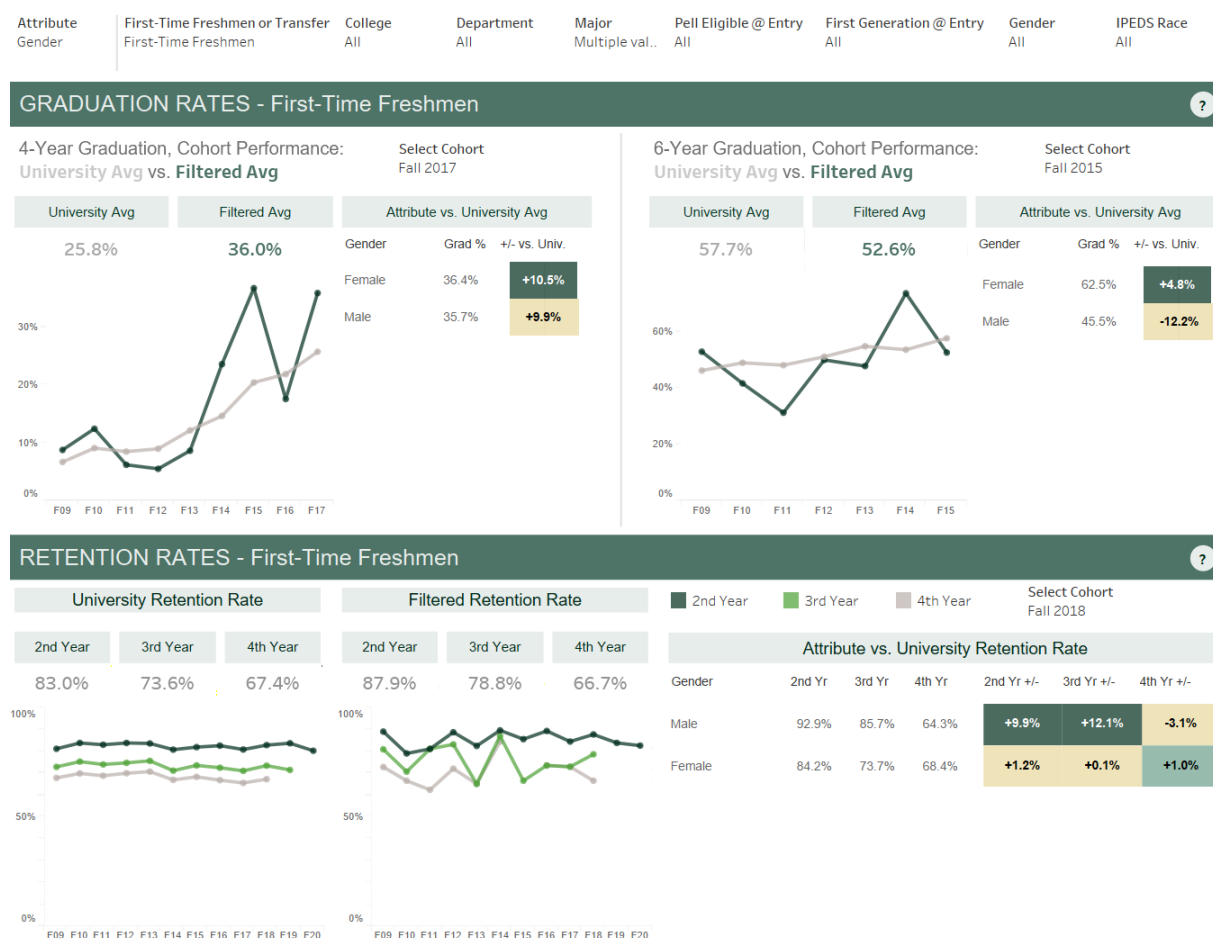 Attribute First-Time Freshmen or Transfer College Department Major Pell Eligible @ Entry First Generation @ Entry Gender IPEDS Race
Gender First-Time Freshmen All All Multiple val.. All All All All
GRADUATION RATES - First-Time Freshmen ?
4-Year Graduation, Cohort Performance: Select Cohort
University Avg vs. Filtered Avg Fall 2017
University Avg Filtered Avg Attribute vs. University Avg
25.8% 36.0% Gender Grad % +/- vs. Univ.
Female 36.4% +10.5%
Male 35.7% +9.9%
30%
20%
10%
0%
F09 F10 F11 F12 F13 F14 F15 F16 F17
6-Year Graduation, Cohort Performance: Select Cohort
University Avg vs. Filtered Avg Fall 2015
University Avg Filtered Avg Attribute vs. University Avg
57.7% 52.6% Gender Grad % +/- vs. Univ.
Female 62.5% +4.8%
Male 45.5% -12.2%
60%
40%
20%
0%
F09 F10 F11 F12 F13 F14 F15
RETENTION RATES - First-Time Freshmen ?
University Retention Rate
2nd Year 3rd Year 4th Year
83.0% 73.6% 67.4%
100%
50%
0%
F09 F10 F11 F12 F13 F14 F15 F16 F17 F18 F19 F20
Filtered Retention Rate
2nd Year 3rd Year 4th Year
87.9% 78.8% 66.7%
100%
50%
0%
F09 F10 F11 F12 F13 F14 F15 F16 F17 F18 F19 F20
2nd Year 3rd Year 4th Year Select Cohort
Fall 2018
Attribute vs. University Retention Rate
Gender 2nd Yr 3rd Yr 4th Yr 2nd Yr +/- 3rd Yr +/- 4th Yr +/-
Male 92.9% 85.7% 64.3% +9.9% +12.1% -3.1%
Female 84.2% 73.7% 68.4% +1.2% +0.1% +1.0%